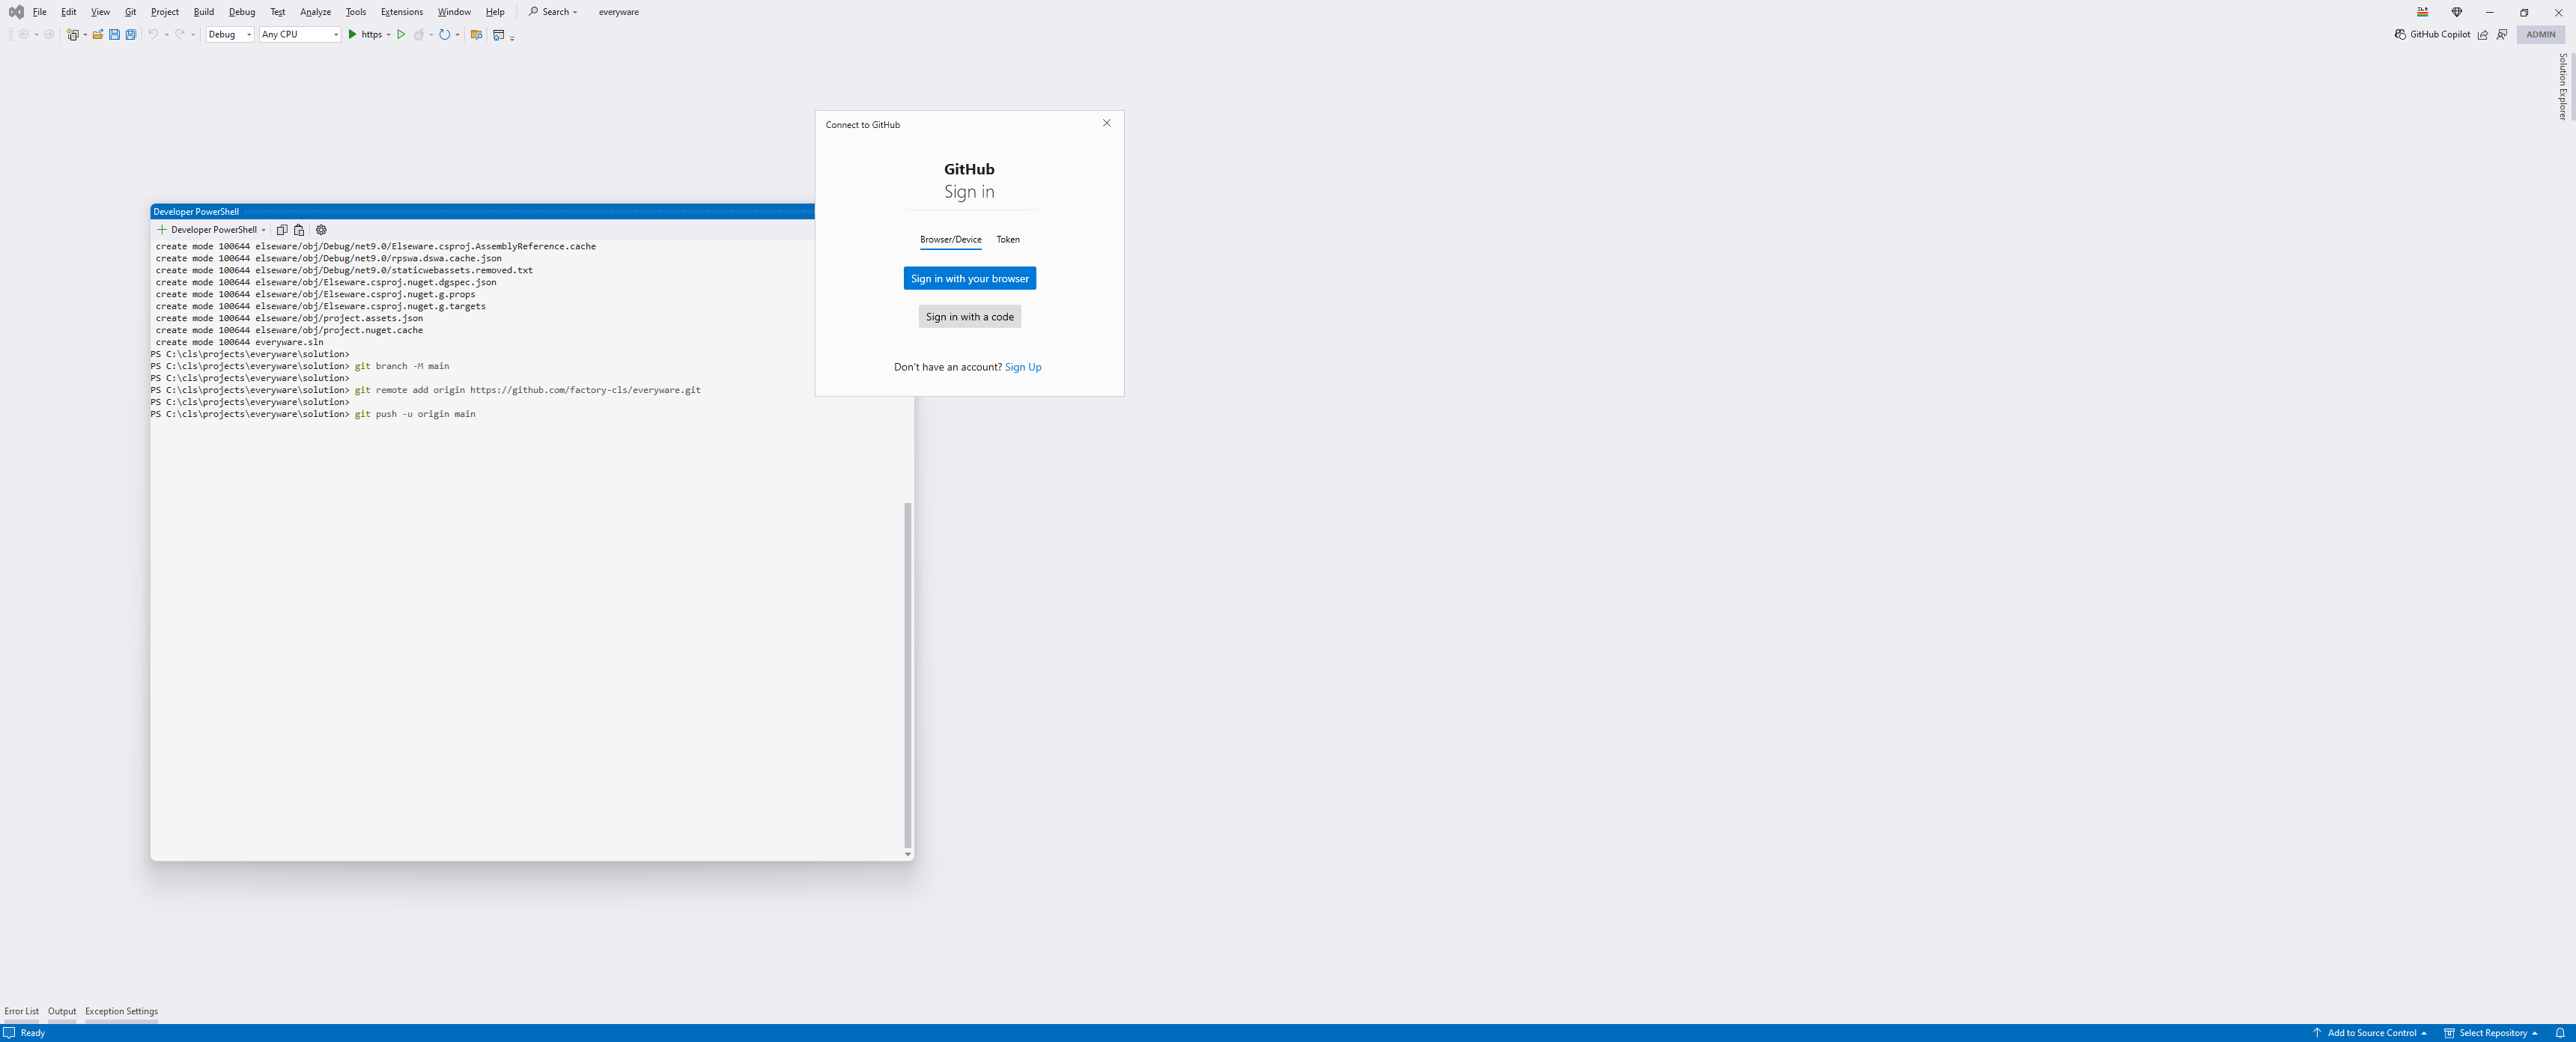 File Edit View Git Project Build Debug Test Analyze Tools Extensions Window Help Search everyware
Debug Any CPU https GitHub Copilot ADMIN
Solution Explorer
Connect to GitHub
GitHub
Sign in
Browser/Device Token
Sign in with your browser
Sign in with a code
Don't have an account? Sign Up
Developer PowerShell
Developer PowerShell
create mode 100644 elseware/obj/Debug/net9.0/Elseware.csproj.AssemblyReference.cache
create mode 100644 elseware/obj/Debug/net9.0/rpswa.dswa.cache.json
create mode 100644 elseware/obj/Debug/net9.0/staticwebassets.removed.txt
create mode 100644 elseware/obj/Elseware.csproj.nuget.dgspec.json
create mode 100644 elseware/obj/Elseware.csproj.nuget.g.props
create mode 100644 elseware/obj/Elseware.csproj.nuget.g.targets
create mode 100644 elseware/obj/project.assets.json
create mode 100644 elseware/obj/project.nuget.cache
create mode 100644 everyware.sln
PS C:\cls\projects\everyware\solution>
PS C:\cls\projects\everyware\solution> git branch -M main
PS C:\cls\projects\everyware\solution>
PS C:\cls\projects\everyware\solution> git remote add origin https://github.com/factory-cls/everyware.git
PS C:\cls\projects\everyware\solution>
PS C:\cls\projects\everyware\solution> git push -u origin main
Error List Output Exception Settings
Ready Add to Source Control Select Repository